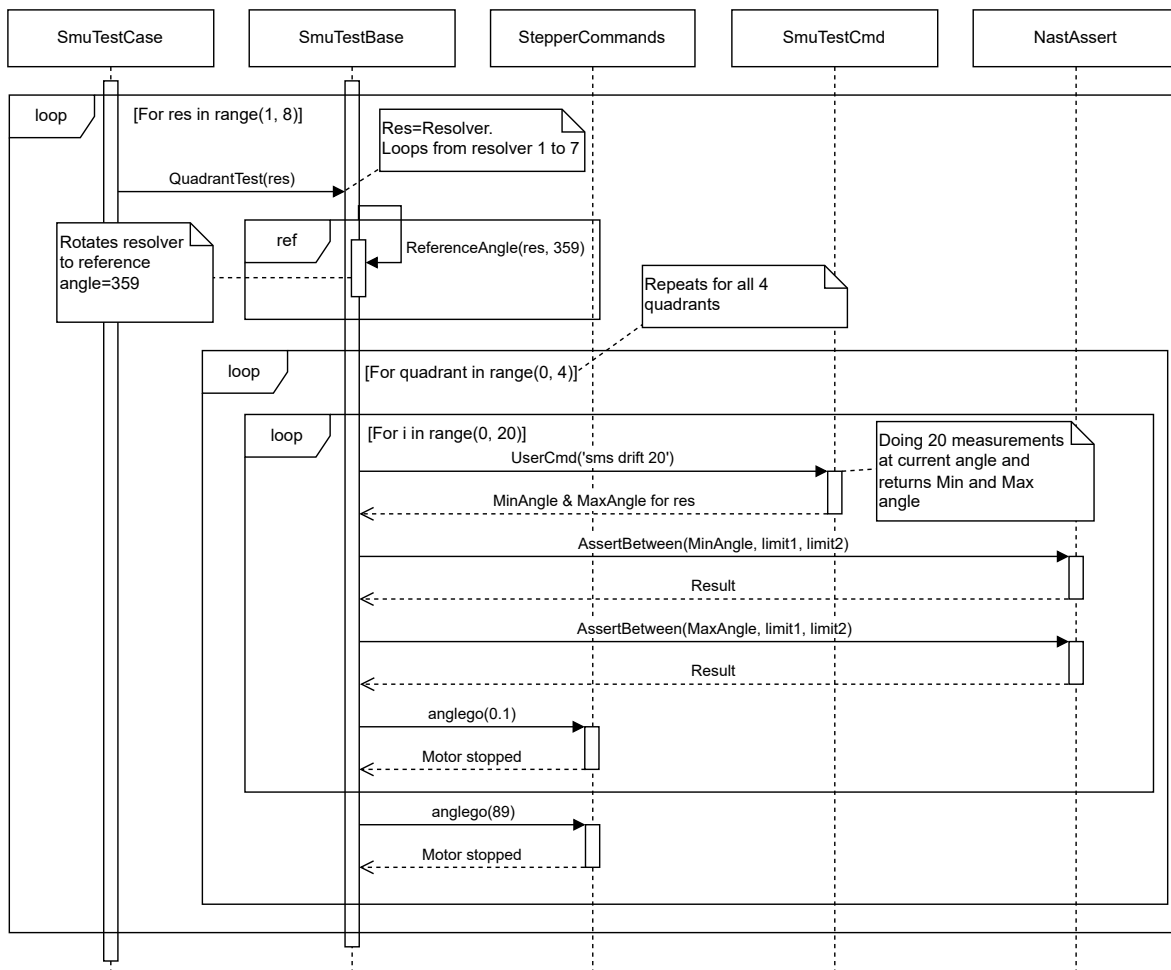 SmuTestCase
SmuTestBase
StepperCommands
SmuTestCmd
NastAssert
loop
[For res in range(1, 8)]
Res=Resolver.
Loops from resolver 1 to 7
QuadrantTest(res)
Rotates resolver
to reference
angle=359
ref
ReferenceAngle(res, 359)
Repeats for all 4
quadrants
loop
[For quadrant in range(0, 4)]
loop
[For i in range(0, 20)]
Doing 20 measurements
at current angle and
returns Min and Max
angle
UserCmd('sms drift 20')
MinAngle & MaxAngle for res
AssertBetween(MinAngle, limit1, limit2)
Result
AssertBetween(MaxAngle, limit1, limit2)
Result
anglego(0.1)
Motor stopped
anglego(89)
Motor stopped